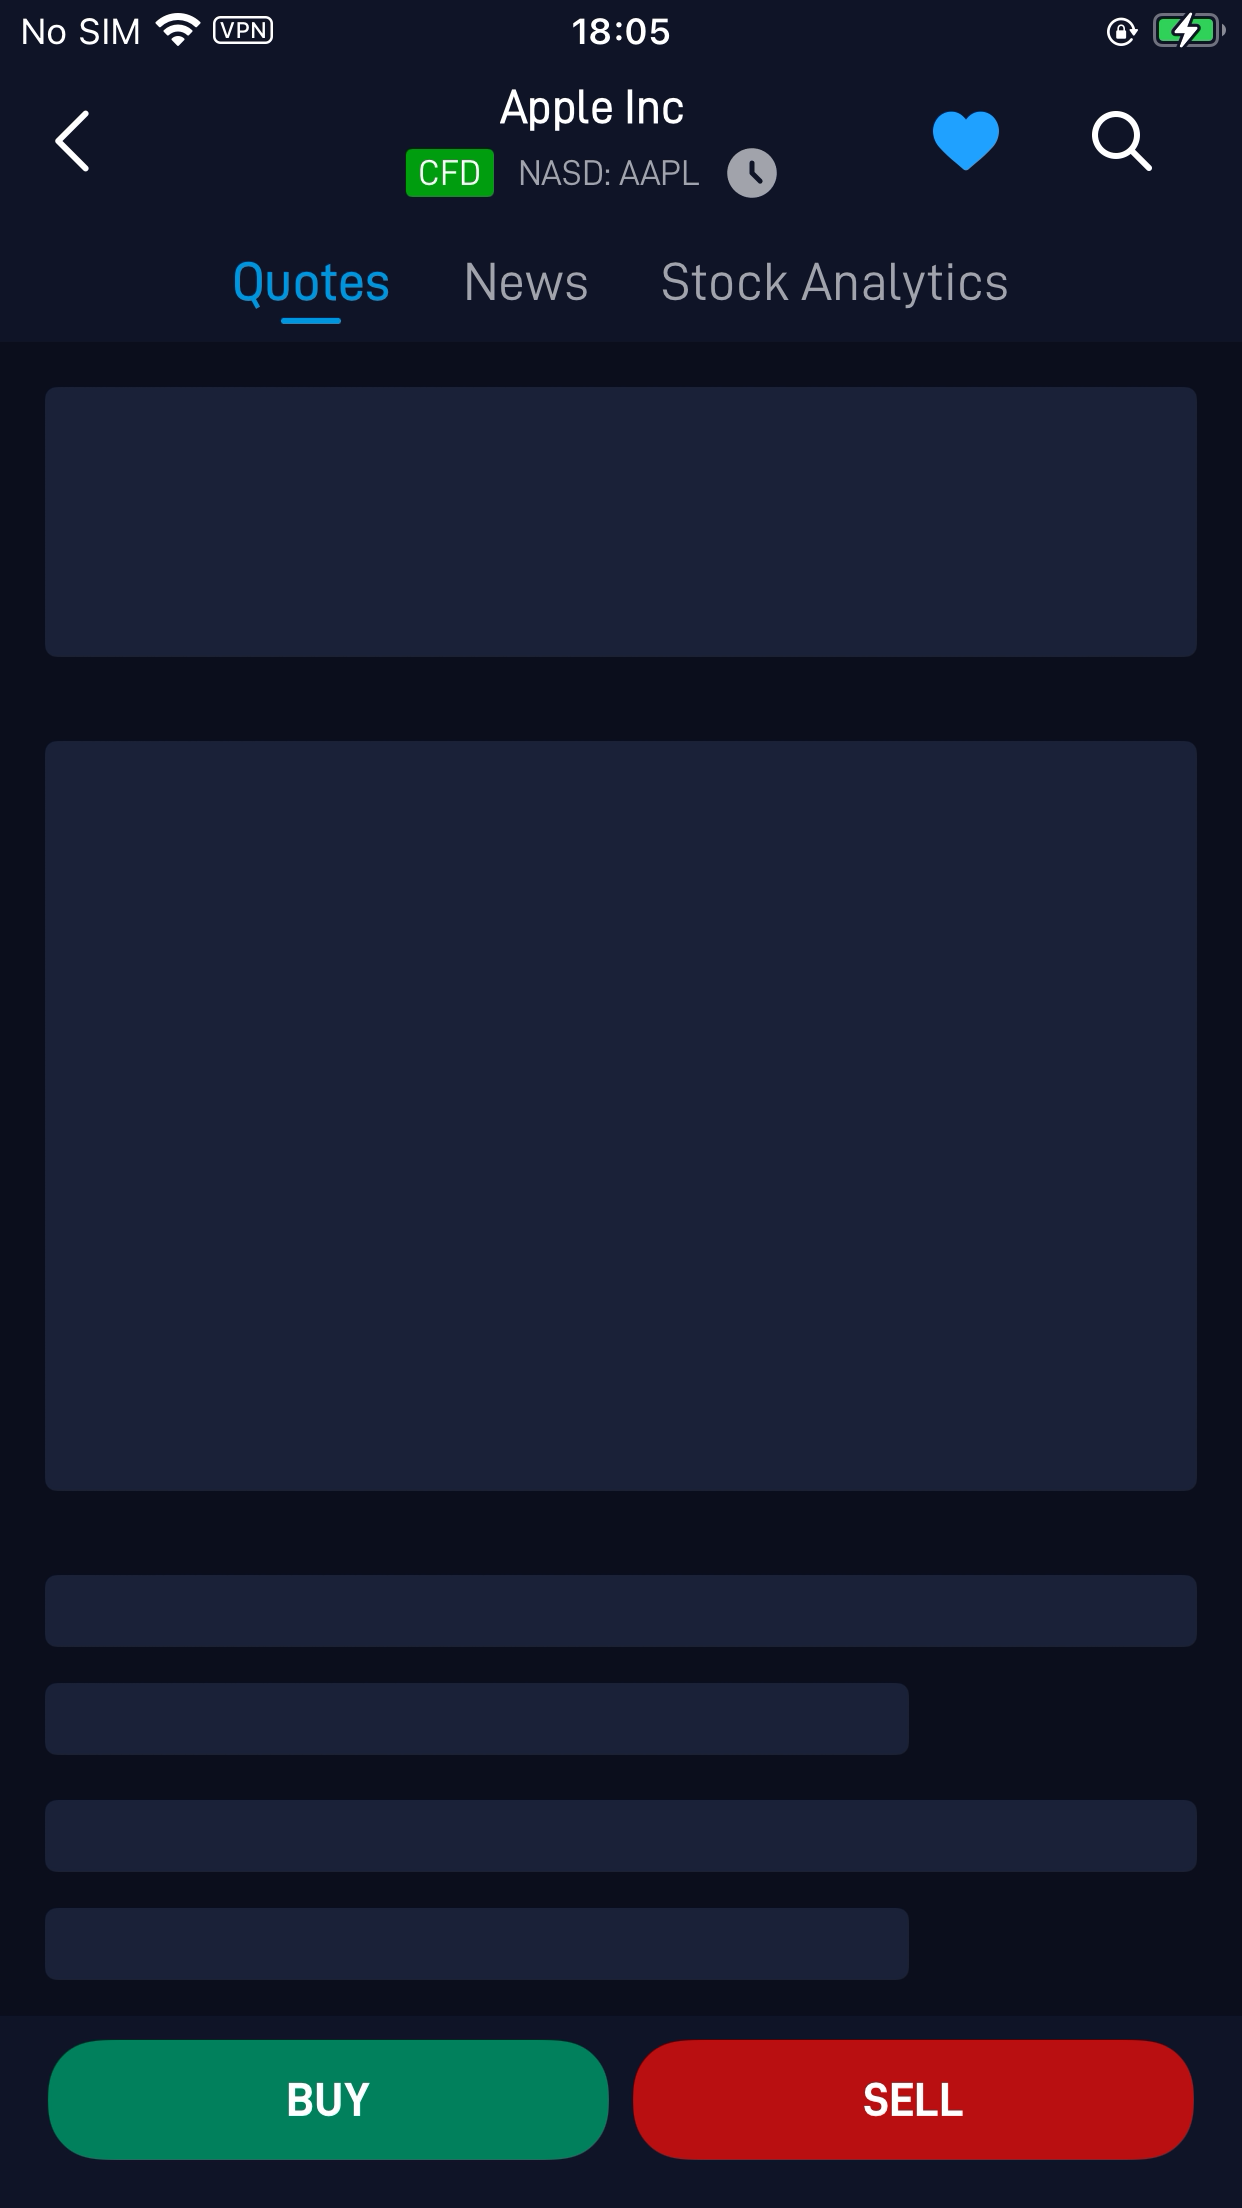 No SIM VPN 18:05
Apple Inc
CFD NASD: AAPL
Quotes News Stock Analytics
BUY SELL